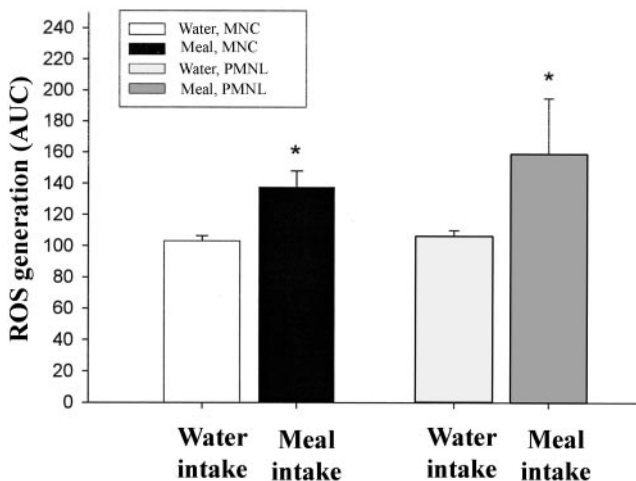 240
220
200
180
160
140
120
100
80
60
40
20
0
ROS generation (AUC)
Water, MNC
Meal, MNC
Water, PMNL
Meal, PMNL
*
*
Water
intake
Meal
intake
Water
intake
Meal
intake